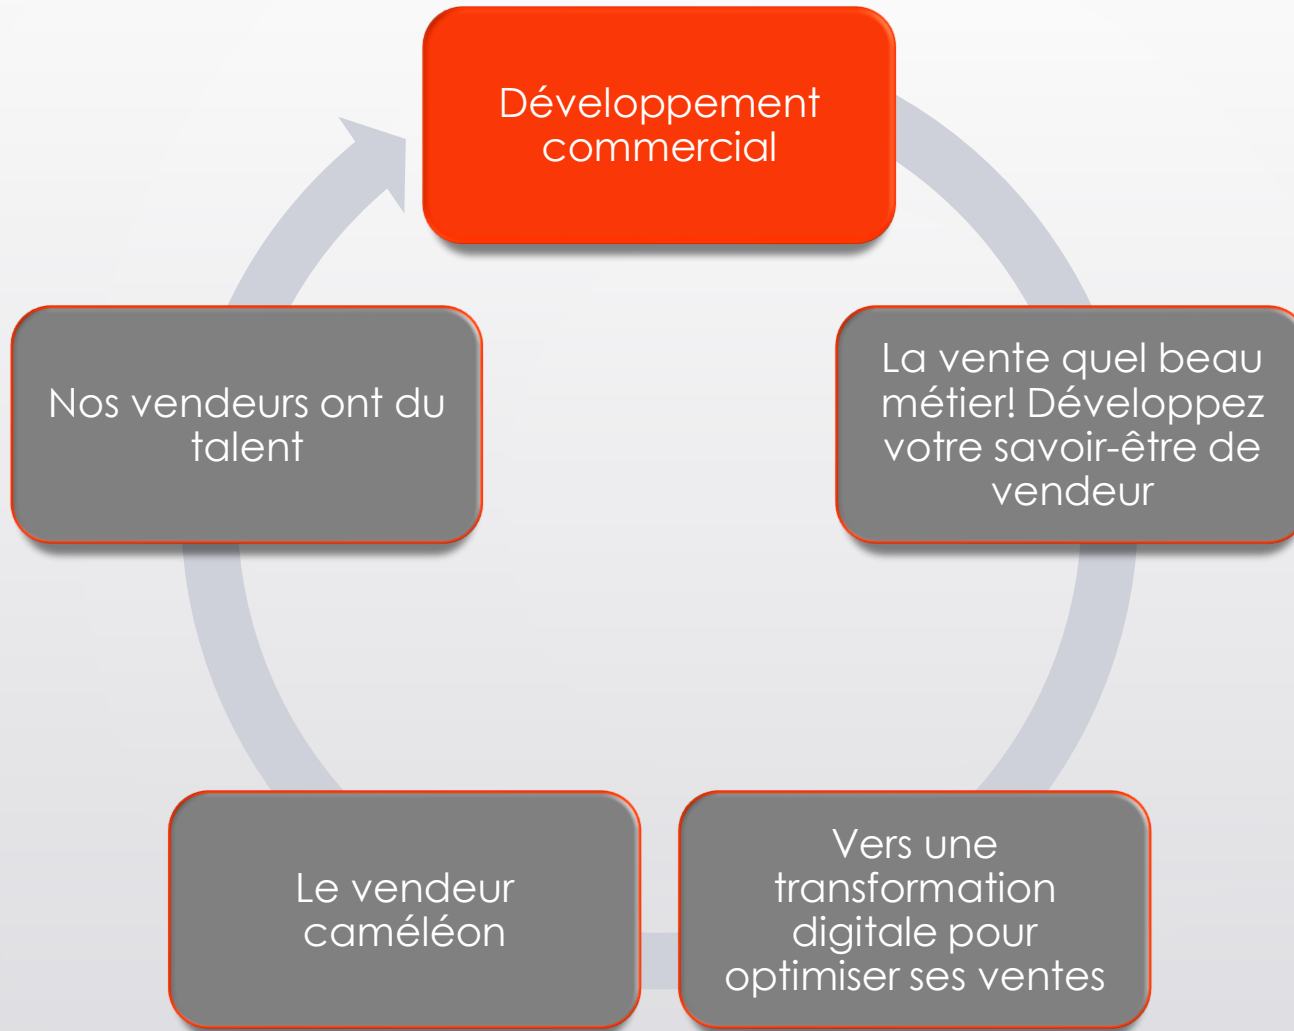 Développement
commercial
La vente quel beau
métier! Développez
votre savoir-être de
vendeur
Vers une
transformation
digitale pour
optimiser ses ventes
Le vendeur
caméléon
Nos vendeurs ont du
talent